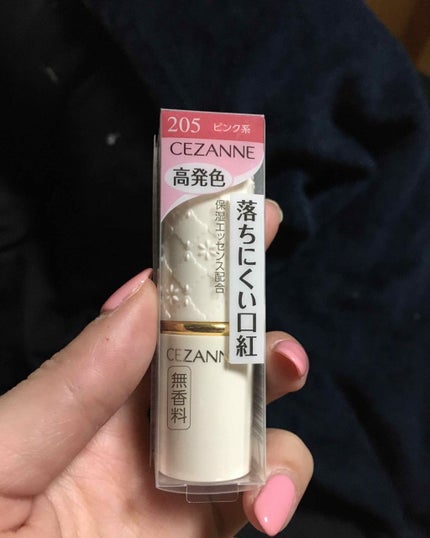 205 ピンク系
CEZANNE
高発色
保湿エッセンス配合
落ちにくい口紅
CEZANN
無香料